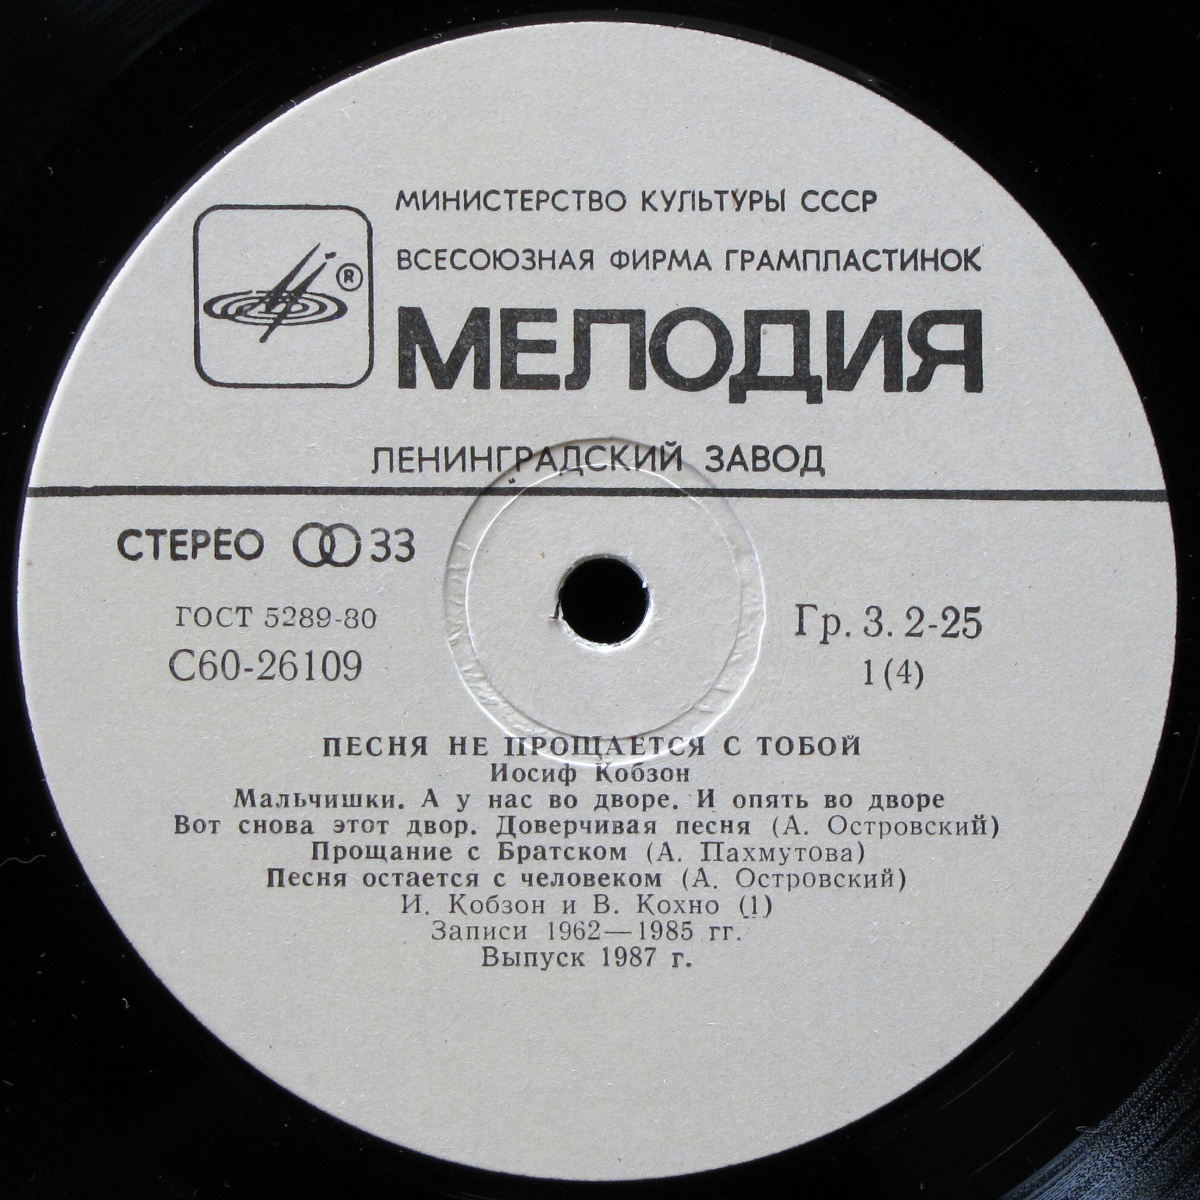 МИНИСТЕРСТВО КУЛЬТУРЫ СССР
ВСЕСОЮЗНАЯ ФИРМА ГРАМПЛАСТИНОК
®
МЕЛОДИЯ
ЛЕНИНГРАДСКИЙ ЗАВОД
СТЕРЕО 33
ГОСТ 5289-80
С60-26109
Гр. 3. 2-25
1(4)
ПЕСНЯ НЕ ПРОЩАЕТСЯ С ТОБОЙ
Иосиф Кобзон
Мальчишки. А у нас во дворе. И опять во дворе
Вот снова этот двор. Доверчивая песня (А. Островский)
Прощание с Братском (А. Пахмутова)
Песня остается с человеком (А. Островский)
И. Кобзон и В. Кохно (1)
Записи 1962—1985 гг.
Выпуск 1987 г.